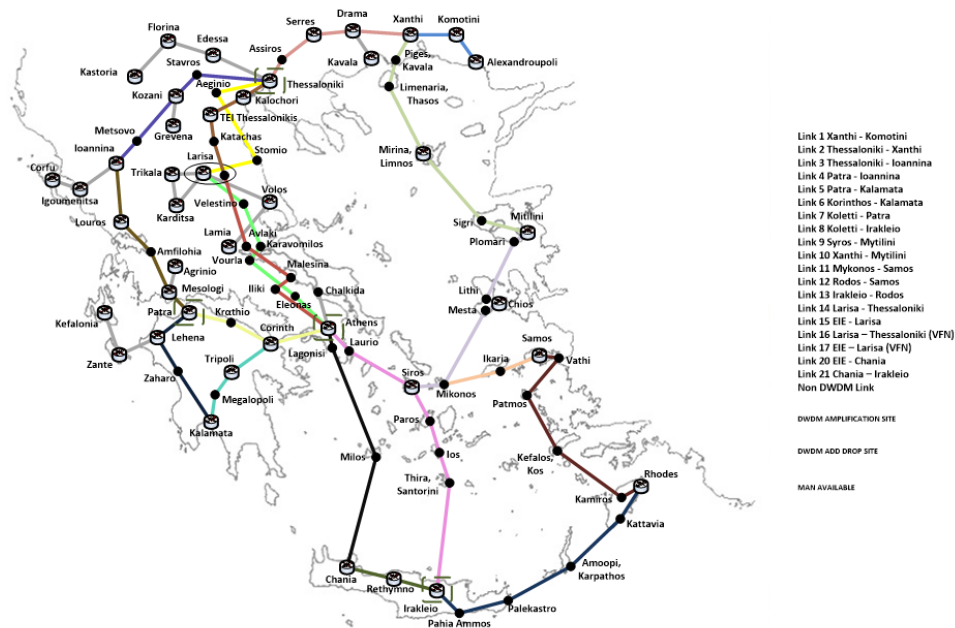 Drama
Xanthi
Komotini
Florina
Serres
Edessa
Assiros
Kavala
Piges,
Kavala
Alexandroupoli
Stavros
Kastoria
Aeginio
Thessaloniki
Limenaria,
Thasos
Kozani
Kalochori
TEI Thessalonikis
Grevena
Metsovo
Katachas
Ioannina
Larisa
Stomio
Mirina,
Limnos
Corfu
Trikala
Igoumenitsa
Volos
Karditsa
Velestino
Louros
Sigri
Mitilini
Lamia
Avlaki
Plomari
Karavomilos
Amfilohia
Vourla
Malesina
Agrinio
Iliki
Chalkida
Mesologi
Eleonas
Lithi
Chios
Mesta
Patra
Krathio
Kefalonia
Athens
Corinth
Lehena
Lagonisi
Laurio
Samos
Zante
Tripoli
Ikaria
Vathi
Zaharo
Siros
Mikonos
Megalopoli
Patmos
Paros
Kalamata
Milos
Ios
Kefalos,
Kos
Thira,
Santorini
Rhodes
Kamiros
Kattavia
Amoopi,
Karpathos
Chania
Rethymno
Irakleio
Palekastro
Pahia Ammos
Link 1 Xanthi - Komotini
Link 2 Thessaloniki - Xanthi
Link 3 Thessaloniki - Ioannina
Link 4 Patra - Ioannina
Link 5 Patra - Kalamata
Link 6 Korinthos - Kalamata
Link 7 Koletti - Patra
Link 8 Koletti - Irakleio
Link 9 Syros - Mytilini
Link 10 Xanthi - Mytilini
Link 11 Mykonos - Samos
Link 12 Rodos - Samos
Link 13 Irakleio - Rodos
Link 14 Larisa - Thessaloniki
Link 15 EIE - Larisa
Link 16 Larisa – Thessaloniki (VFN)
Link 17 EIE – Larisa (VFN)
Link 20 EIE - Chania
Link 21 Chania – Irakleio
Non DWDM Link
DWDM AMPLIFICATION SITE
DWDM ADD DROP SITE
MAN AVAILABLE